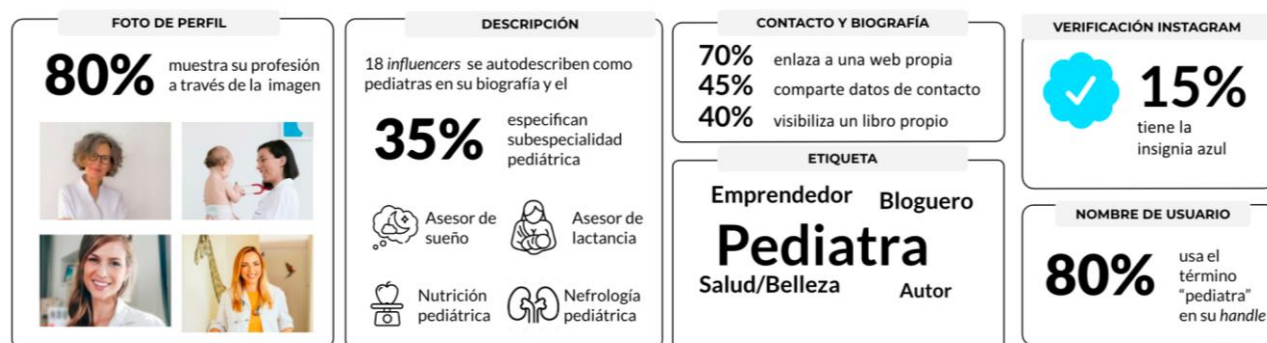 FOTO DE PERFIL
80%
muestra su profesión
a través de la imagen
DESCRIPCIÓN
18 influencers se autodescriben como
pediatras en su biografía y el
35%
especifican
subespecialidad
pediátrica
Asesor de
sueño
Asesor de
lactancia
Nutrición
pediátrica
Nefrología
pediátrica
CONTACTO Y BIOGRAFÍA
70% enlaza a una web propia
45% comparte datos de contacto
40% visibiliza un libro propio
ETIQUETA
Emprendedor
Bloguero
Pediatra
Salud/Belleza
Autor
VERIFICACIÓN INSTAGRAM
15%
tiene la
insignia azul
NOMBRE DE USUARIO
80%
usa el
término
“pediatra”
en su handle